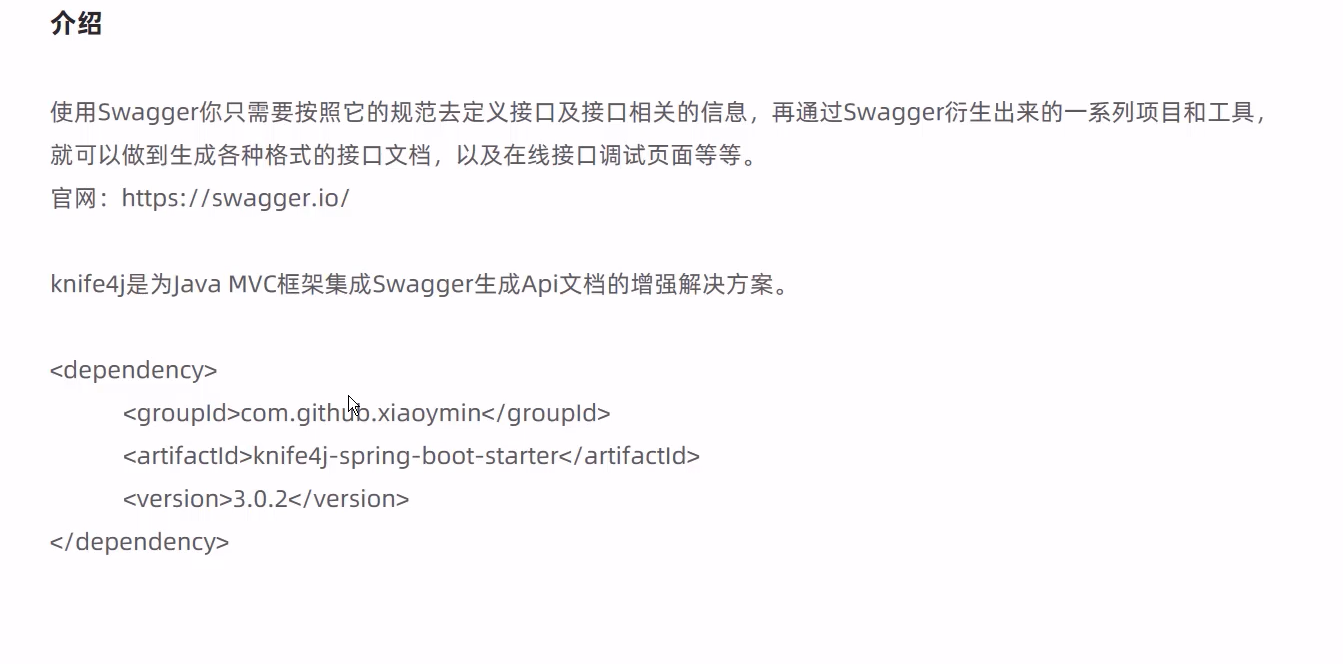 介绍
使用Swagger你只需要按照它的规范去定义接口及接口相关的信息，再通过Swagger衍生出来的一系列项目和工具，
就可以做到生成各种格式的接口文档，以及在线接口调试页面等等。
官网：https://swagger.io/
knife4j是为Java MVC框架集成Swagger生成Api文档的增强解决方案。
<dependency>
<groupId>com.github.xiaoymin</groupId>
<artifactId>knife4j-spring-boot-starter</artifactId>
<version>3.0.2</version>
</dependency>